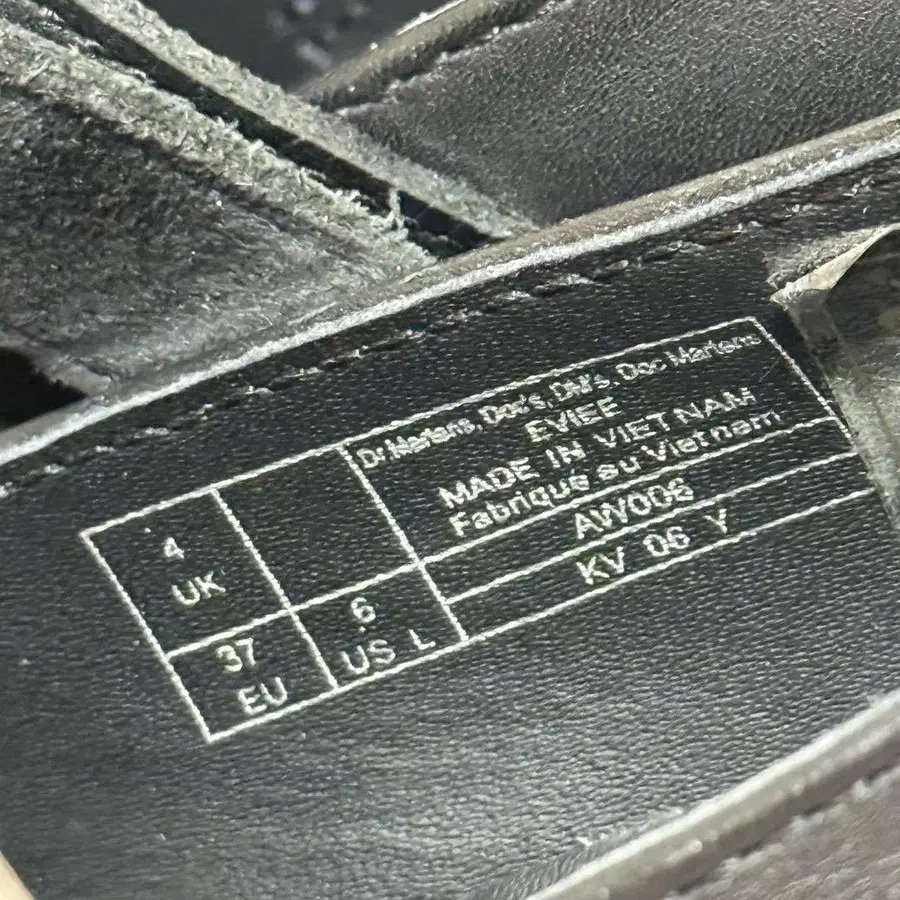 Dr.Martens, Doc's, DM's, Doc Martens
EVIEE
MADE IN VIETNAM
Fabrique au Vietnam
AW006
KV 06 Y
4
UK
37
EU
6
US L